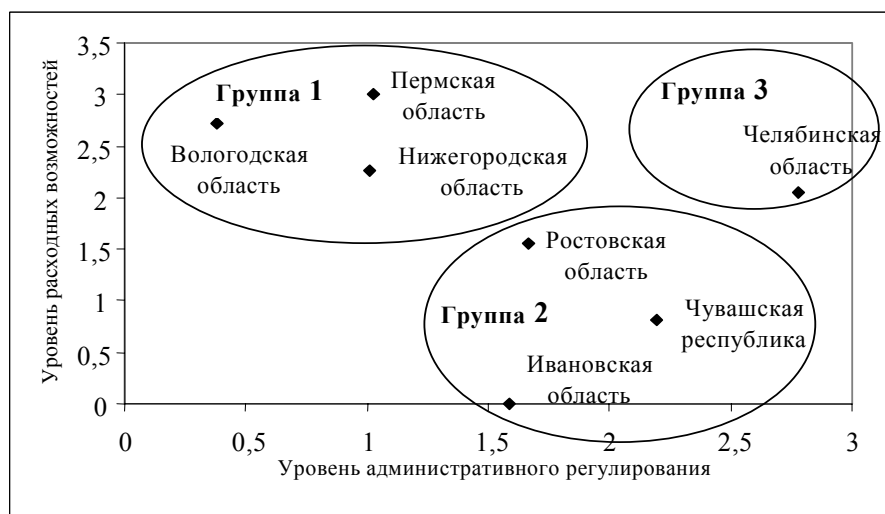 Уровень расходных возможностей
3,5
3
2,5
2
1,5
1
0,5
0
Группа 1
Пермская
область
Вологодская
область
Нижегородская
область
Группа 3
Челябинская
область
Ростовская
область
Группа 2
Чувашская
республика
Ивановская
область
0
0,5
1
1,5
2
2,5
3
Уровень административного регулирования